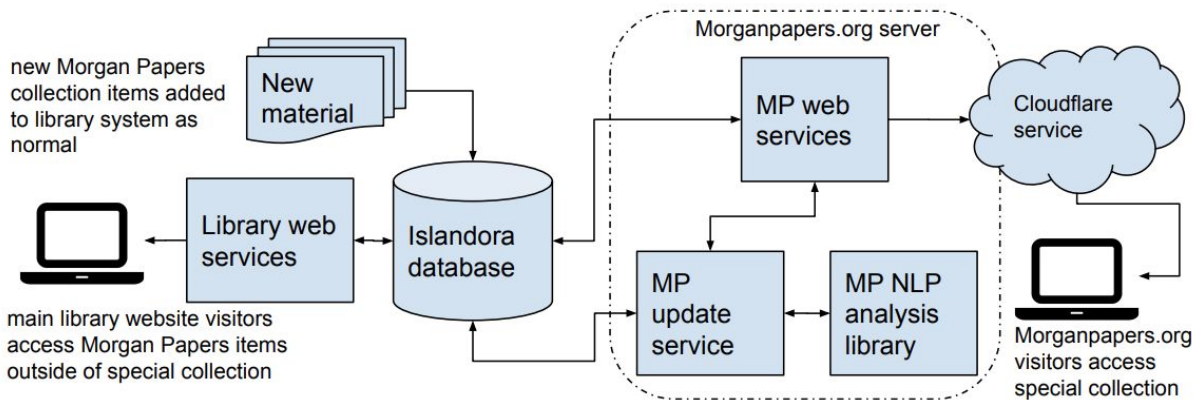 Morganpapers.org server
new Morgan Papers
collection items added
to library system as
normal
New
material
MP web
services
Cloudflare
service
Library web
services
Islandora
database
MP
update
service
MP NLP
analysis
library
main library website visitors
access Morgan Papers items
outside of special collection
Morganpapers.org
visitors access
special collection